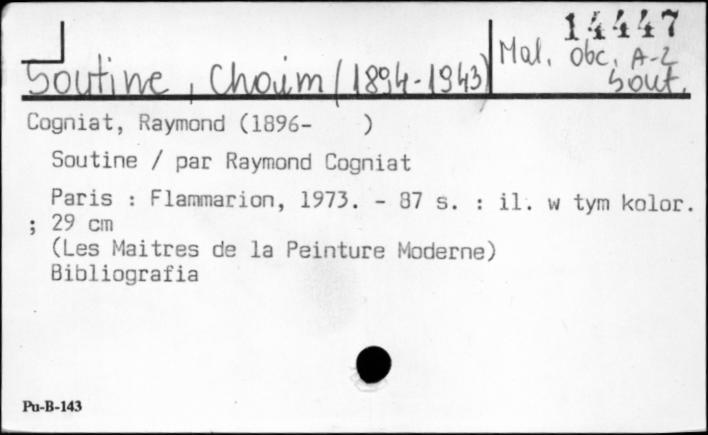 14447
Soutine, Chaim (1894-1943)
Mal. Obc. A-Z
Sout.
Cogniat, Raymond (1896-    )
Soutine / par Raymond Cogniat
Paris : Flammarion, 1973. - 87 s. : il. w tym kolor.
; 29 cm
(Les Maitres de la Peinture Moderne)
Bibliografia
Pu-B-143